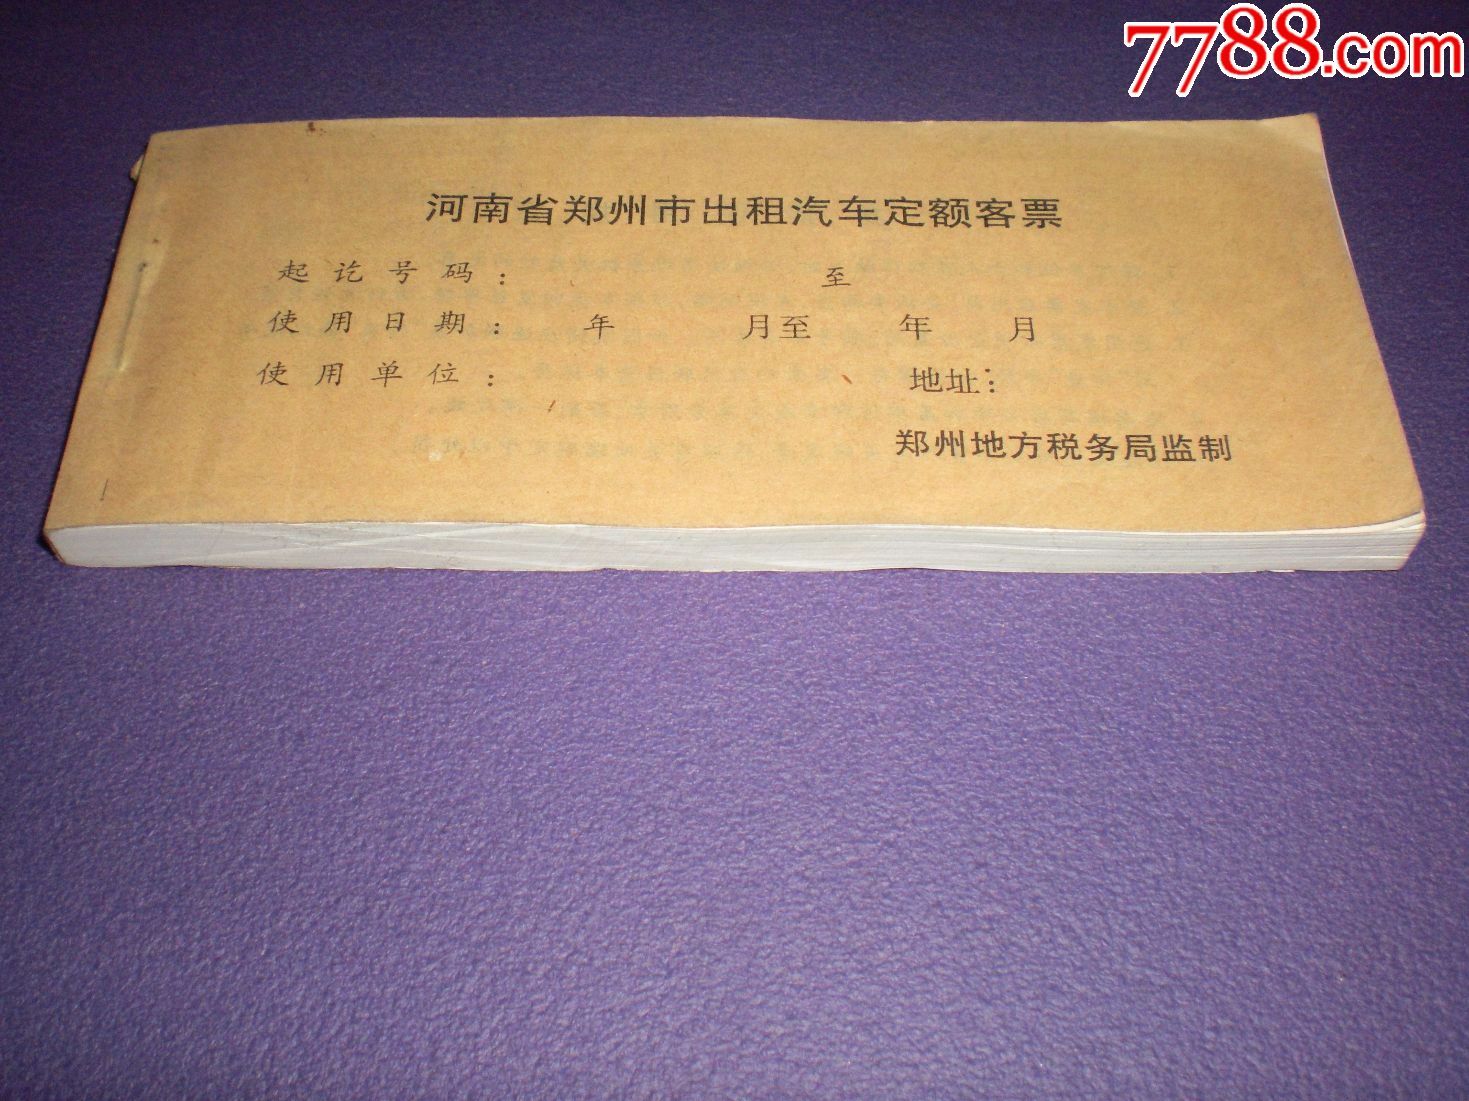 7788.com
河南省郑州市出租汽车定额客票
起讫号码： 至
使用日期： 年 月至 年 月
使用单位： 地址：
郑州地方税务局监制